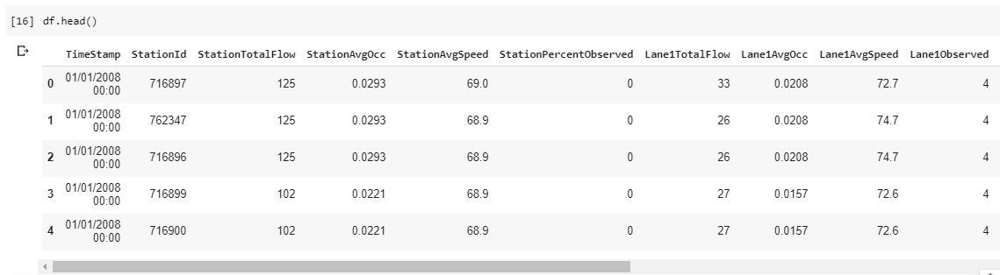 [16] df.head()
TimeStamp StationId StationTotalFlow StationAvgOcc StationAvgSpeed StationPercentObserved Lane1TotalFlow Lane1AvgOcc Lane1AvgSpeed Lane1Observed
0 01/01/2008 00:00 716897 125 0.0293 69.0 0 33 0.0208 72.7 4
1 01/01/2008 00:00 762347 125 0.0293 68.9 0 26 0.0208 74.7 4
2 01/01/2008 00:00 716896 125 0.0293 68.9 0 26 0.0208 74.7 4
3 01/01/2008 00:00 716899 102 0.0221 68.9 0 27 0.0157 72.6 4
4 01/01/2008 00:00 716900 102 0.0221 68.9 0 27 0.0157 72.6 4